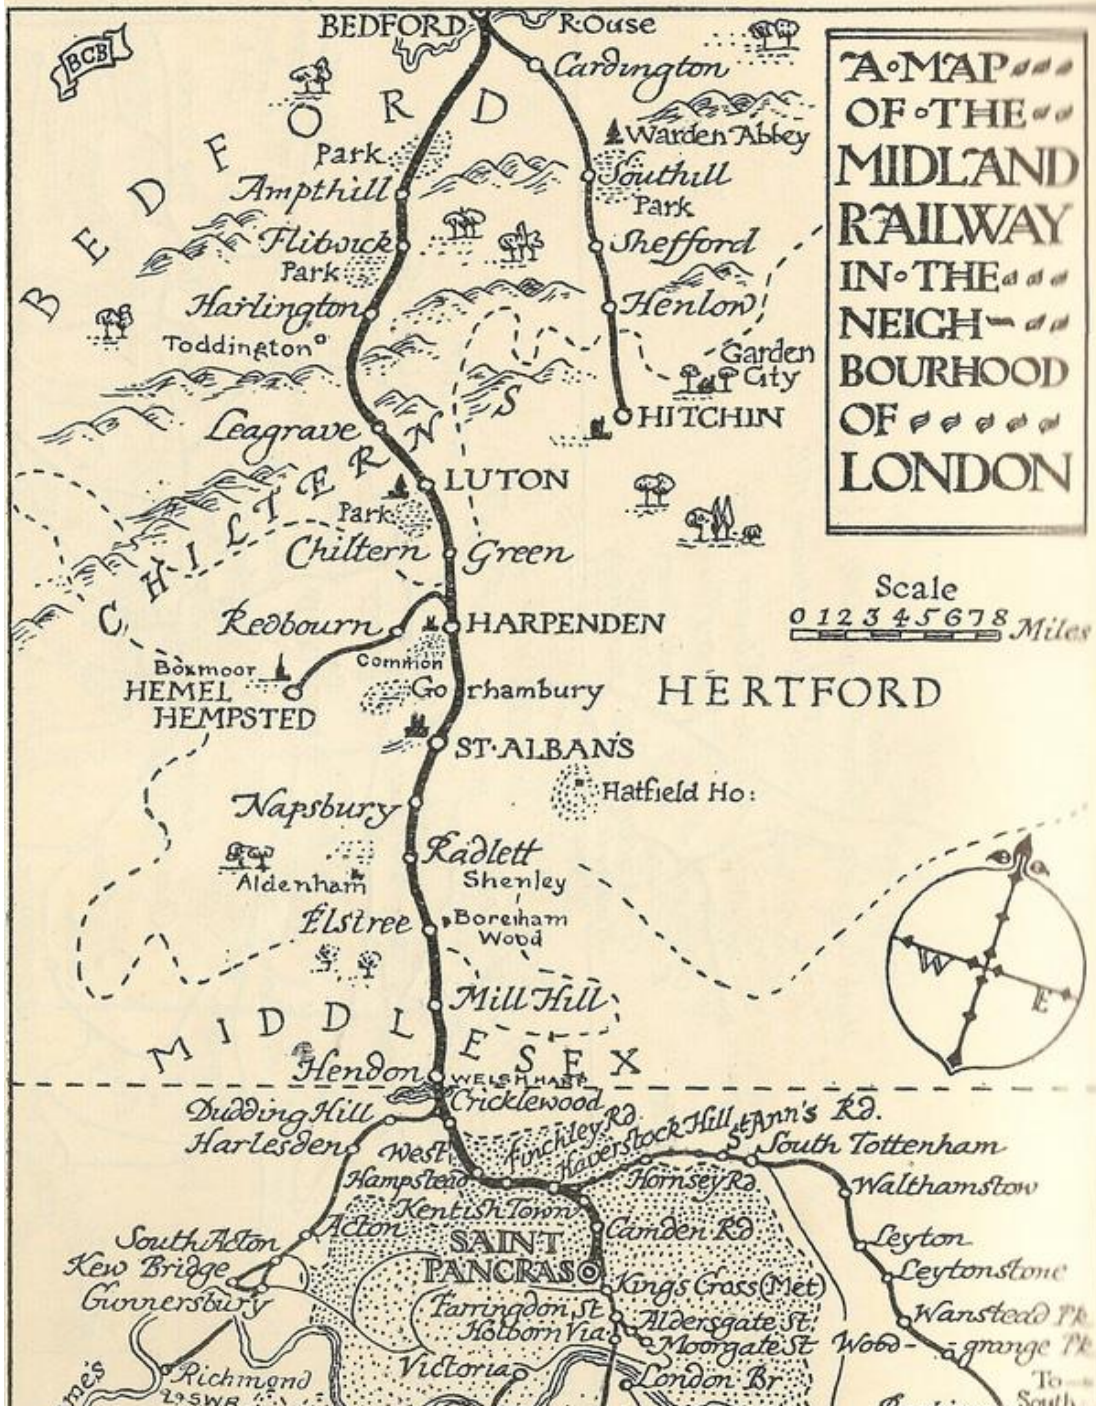 BEDFORD
R.Ouse
BCB
A MAP
OF THE
MIDLAND
RAILWAY
IN THE
NEIGH-
BOURHOOD
OF
LONDON
Cardington
BEDFORD
Warden Abbey
Park
Southill
Ampthill
Park
Flitwick
Shefford
Park
Harlington
Henlow
Toddington
Garden
City
HITCHIN
Leagrave
CHILTERNS
LUTON
Park
Chiltern Green
Scale
0 1 2 3 4 5 6 7 8 Miles
Redbourn
HARPENDEN
Common
Boxmoor
HEMEL
HEMPSTED
Gorhambury
HERTFORD
ST·ALBAN'S
Hatfield Ho:
Napsbury
Radlett
Shenley
Aldenham
Elstree
Boreham
Wood
W
E
Mill Hill
MIDDLESEX
Hendon
WELSH HARP
Cricklewood
Dudding Hill
Harlesden
West
Hampstead
Finchley Rd.
Haverstock Hill
St Ann's Rd.
South Tottenham
Hornsey Rd
Walthamstow
Kentish Town
Acton
Camden Rd
South Acton
SAINT
PANCRAS
Leyton
Kew Bridge
Leytonstone
Gunnersbury
Kings Cross (Met)
Farringdon St
Aldersgate St.
Wanstead Pk
Holborn Via
Moorgate St
Wood-
grange Pk
Victoria
Richmond
L&SWR
London Br
To
South